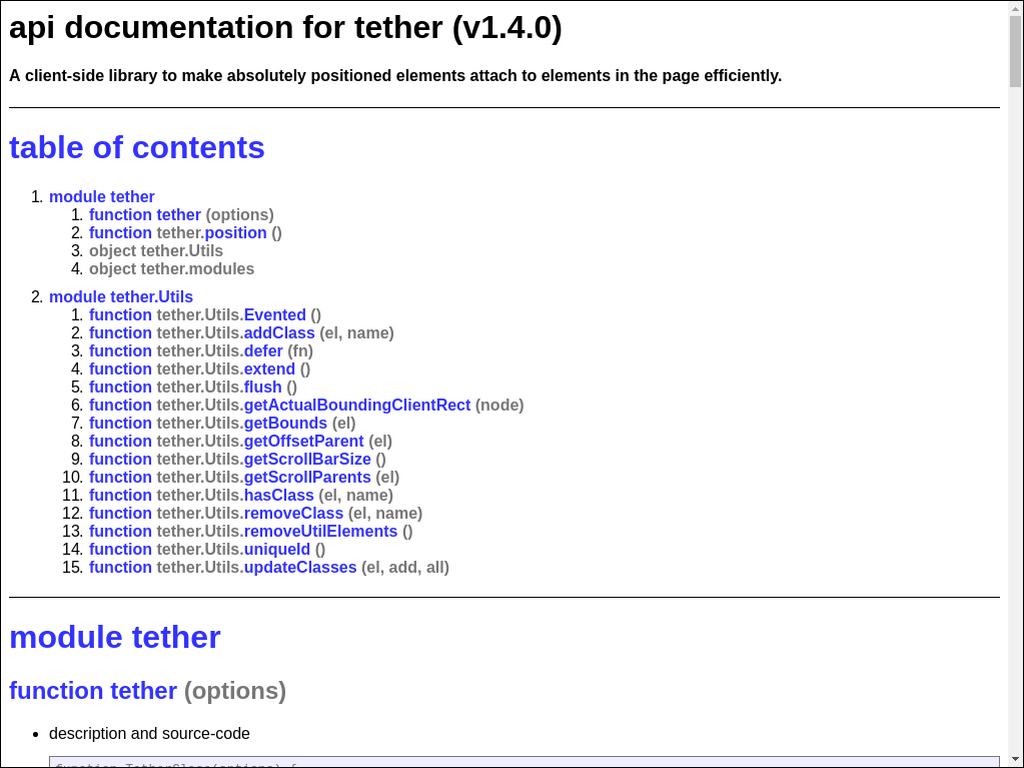 api documentation for tether (v1.4.0)
A client-side library to make absolutely positioned elements attach to elements in the page efficiently.
table of contents
1. module tether
1. function tether (options)
2. function tether.position ()
3. object tether.Utils
4. object tether.modules
2. module tether.Utils
1. function tether.Utils.Evented ()
2. function tether.Utils.addClass (el, name)
3. function tether.Utils.defer (fn)
4. function tether.Utils.extend ()
5. function tether.Utils.flush ()
6. function tether.Utils.getActualBoundingClientRect (node)
7. function tether.Utils.getBounds (el)
8. function tether.Utils.getOffsetParent (el)
9. function tether.Utils.getScrollBarSize ()
10. function tether.Utils.getScrollParents (el)
11. function tether.Utils.hasClass (el, name)
12. function tether.Utils.removeClass (el, name)
13. function tether.Utils.removeUtilElements ()
14. function tether.Utils.uniqueId ()
15. function tether.Utils.updateClasses (el, add, all)
module tether
function tether (options)
• description and source-code
function TetherClass(options) {